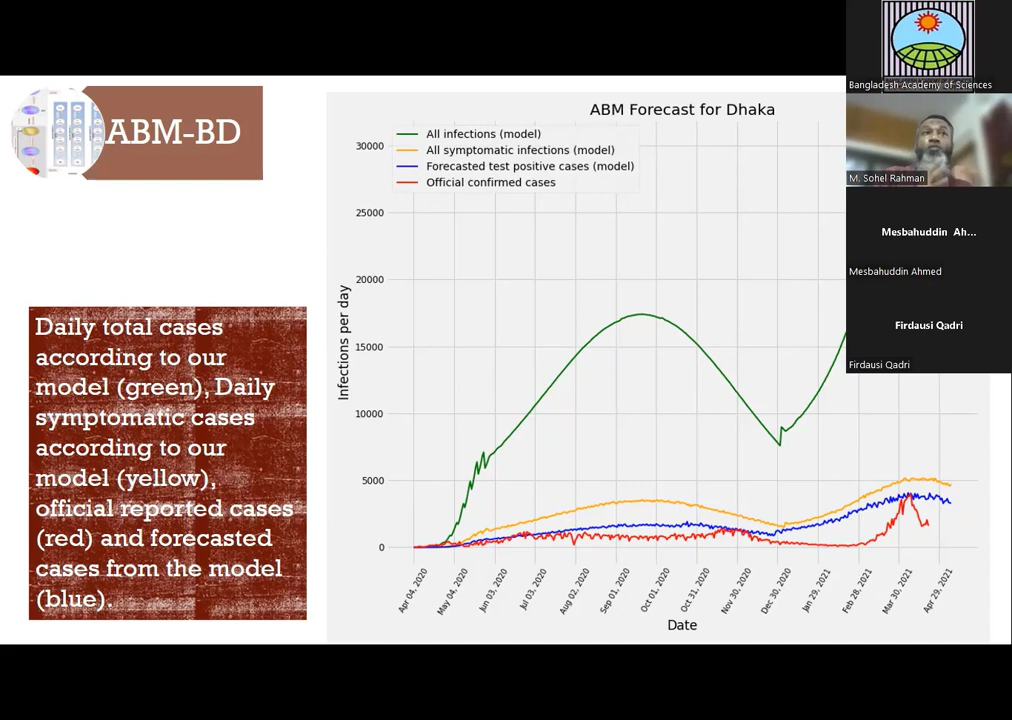 ABM-BD
Daily total cases
according to our
model (green), Daily
symptomatic cases
according to our
model (yellow),
official reported cases
(red) and forecasted
cases from the model
(blue).
ABM Forecast for Dhaka
All infections (model)
All symptomatic infections (model)
Forecasted test positive cases (model)
Official confirmed cases
Infections per day
30000
25000
20000
15000
10000
5000
0
Apr 04, 2020
May 04, 2020
Jun 03, 2020
Jul 03, 2020
Aug 02, 2020
Sep 01, 2020
Oct 01, 2020
Oct 31, 2020
Nov 30, 2020
Dec 30, 2020
Jan 29, 2021
Feb 28, 2021
Mar 30, 2021
Apr 29, 2021
Date
Bangladesh Academy of Sciences
M. Sohel Rahman
Mesbahuddin Ah...
Mesbahuddin Ahmed
Firdausi Qadri
Firdausi Qadri